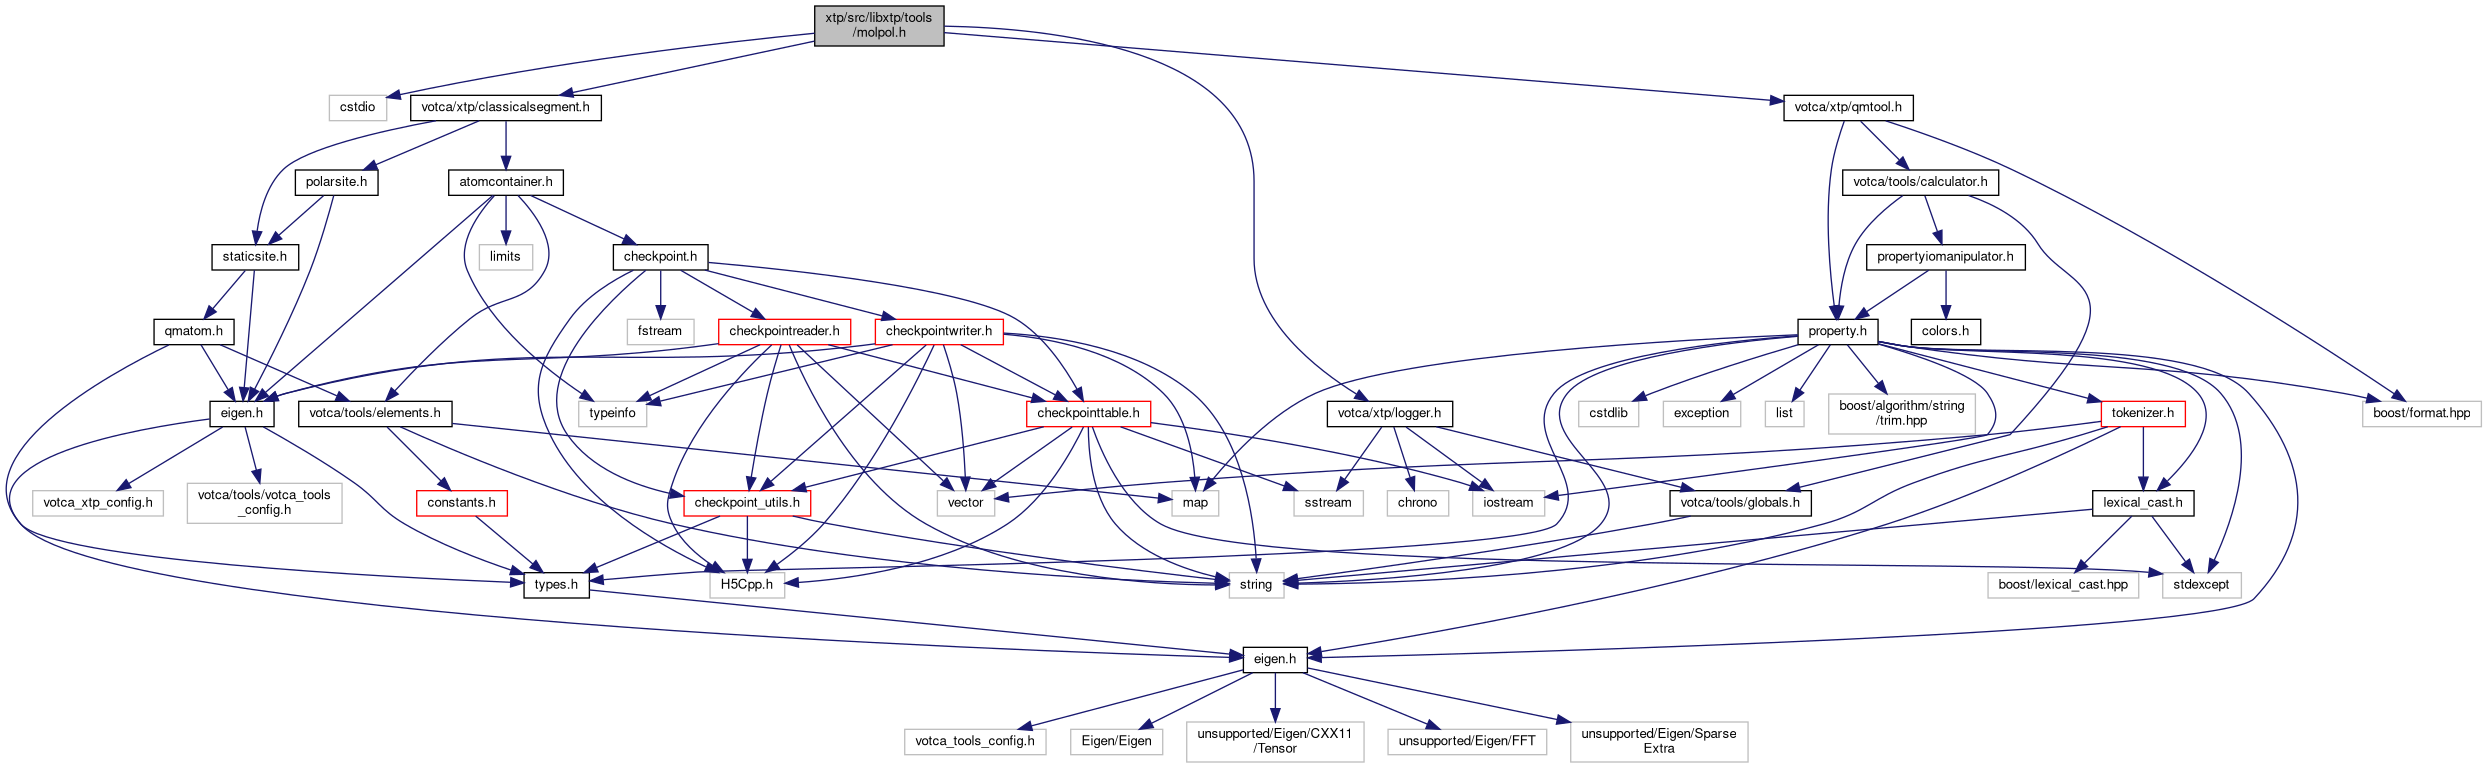 xtp/src/libxtp/tools
/molpol.h
cstdio
votca/xtp/classicalsegment.h
votca/xtp/qmtool.h
polarsite.h
atomcontainer.h
votca/tools/calculator.h
staticsite.h
limits
checkpoint.h
propertyiomanipulator.h
qmatom.h
fstream
checkpointreader.h
checkpointwriter.h
property.h
colors.h
eigen.h
votca/tools/elements.h
typeinfo
checkpointtable.h
votca/xtp/logger.h
cstdlib
exception
list
boost/algorithm/string
/trim.hpp
tokenizer.h
boost/format.hpp
votca_xtp_config.h
votca/tools/votca_tools
_config.h
constants.h
checkpoint_utils.h
vector
map
sstream
chrono
iostream
votca/tools/globals.h
lexical_cast.h
types.h
H5Cpp.h
string
boost/lexical_cast.hpp
stdexcept
eigen.h
votca_tools_config.h
Eigen/Eigen
unsupported/Eigen/CXX11
/Tensor
unsupported/Eigen/FFT
unsupported/Eigen/Sparse
Extra